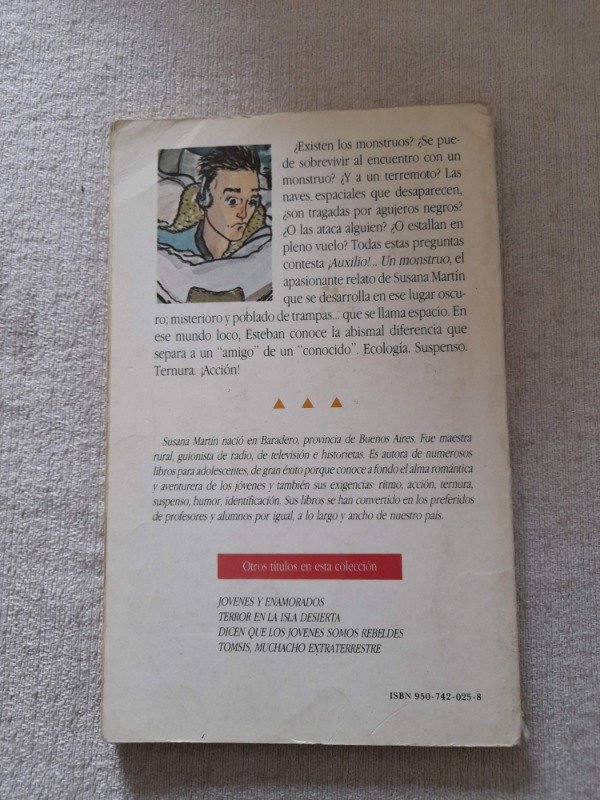 ¿Existen los monstruos? ¿Se pue-
de sobrevivir al encuentro con un
monstruo? ¿Y a un terremoto? Las
naves espaciales que desaparecen,
¿son tragadas por agujeros negros?
¿O las ataca alguien? ¿O estallan en
pleno vuelo? Todas estas preguntas
contesta ¡Auxilio!... Un monstruo, el
apasionante relato de Susana Martín
que se desarrolla en ese lugar oscu-
ro; misterioro y poblado de trampas... que se llama espacio. En
ese mundo loco, Esteban conoce la abismal diferencia que
separa a un "amigo" de un "conocido". Ecología. Suspenso.
Ternura. ¡Acción!
Susana Martín nació en Baradero, provincia de Buenos Aires. Fue maestra
rural, guionista de radio, de televisión e historietas. Es autora de numerosos
libros para adolescentes, de gran éxito porque conoce a fondo el alma romántica
y aventurera de los jóvenes y también sus exigencias: ritmo, acción, ternura,
suspenso, humor, identificación. Sus libros se han convertido en los preferidos
de profesores y alumnos por igual, a lo largo y ancho de nuestro país.
Otros títulos en esta colección
JOVENES Y ENAMORADOS
TERROR EN LA ISLA DESIERTA
DICEN QUE LOS JOVENES SOMOS REBELDES
TOMSIS, MUCHACHO EXTRATERRESTRE
ISBN 950-742-025-8